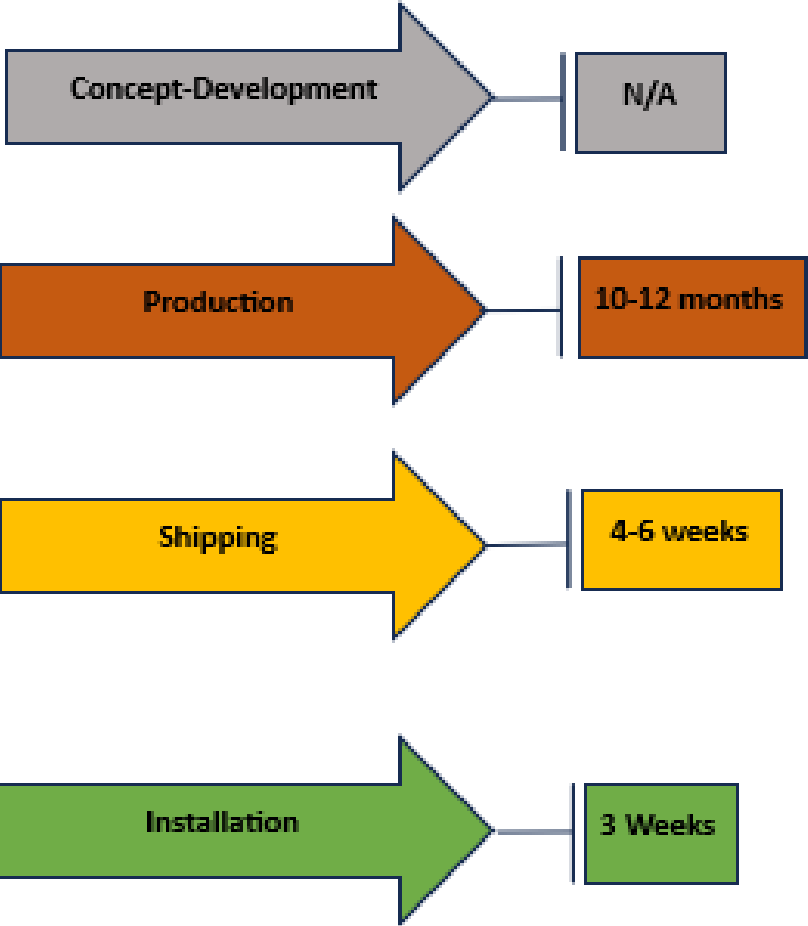 Concept-Development
N/A
Production
10-12 months
Shipping
4-6 weeks
Installation
3 Weeks